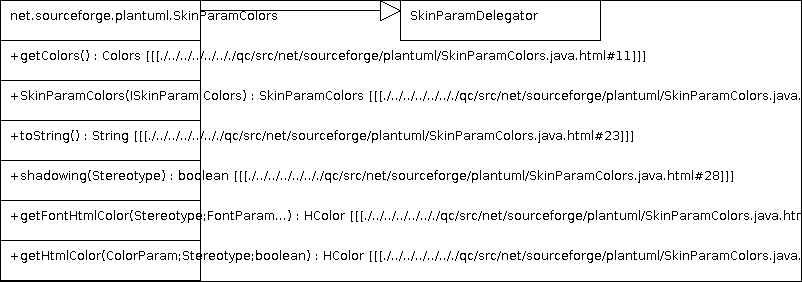 net.sourceforge.plantuml.SkinParamColors
SkinParamDelegator
+getColors() : Colors [[[./../../../../../qc/src/net/sourceforge/plantuml/SkinParamColors.java.html#11]]]
+SkinParamColors(ISkinParam;Colors) : SkinParamColors [[[./../../../../../../qc/src/net/sourceforge/plantuml/SkinParamColors.java.
+toString() : String [[[./../../../../../qc/src/net/sourceforge/plantuml/SkinParamColors.java.html#23]]]
+shadowing(Stereotype) : boolean [[[./../../../../../qc/src/net/sourceforge/plantuml/SkinParamColors.java.html#28]]]
+getFontHtmlColor(Stereotype;FontParam...) : HColor [[[./../../../../../qc/src/net/sourceforge/plantuml/SkinParamColors.java.htm
+getHtmlColor(ColorParam;Stereotype;boolean) : HColor [[[./../../../../../qc/src/net/sourceforge/plantuml/SkinParamColors.java.